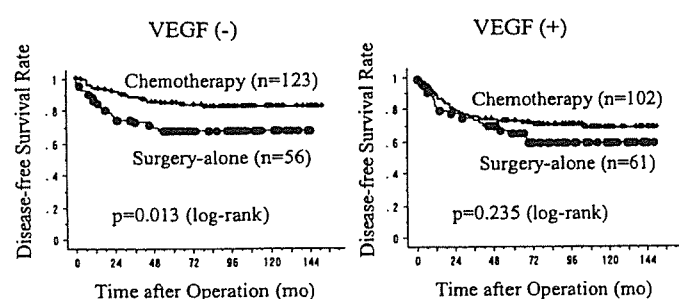 VEGF (-)
Disease-free Survival Rate
1
.8
.6
.4
.2
0
Chemotherapy (n=123)
Surgery-alone (n=56)
p=0.013 (log-rank)
0 24 48 72 96 120 144
Time after Operation (mo)
VEGF (+)
Disease-free Survival Rate
1
.8
.6
.4
.2
0
Chemotherapy (n=102)
Surgery-alone (n=61)
p=0.235 (log-rank)
0 24 48 72 96 120 144
Time after Operation (mo)